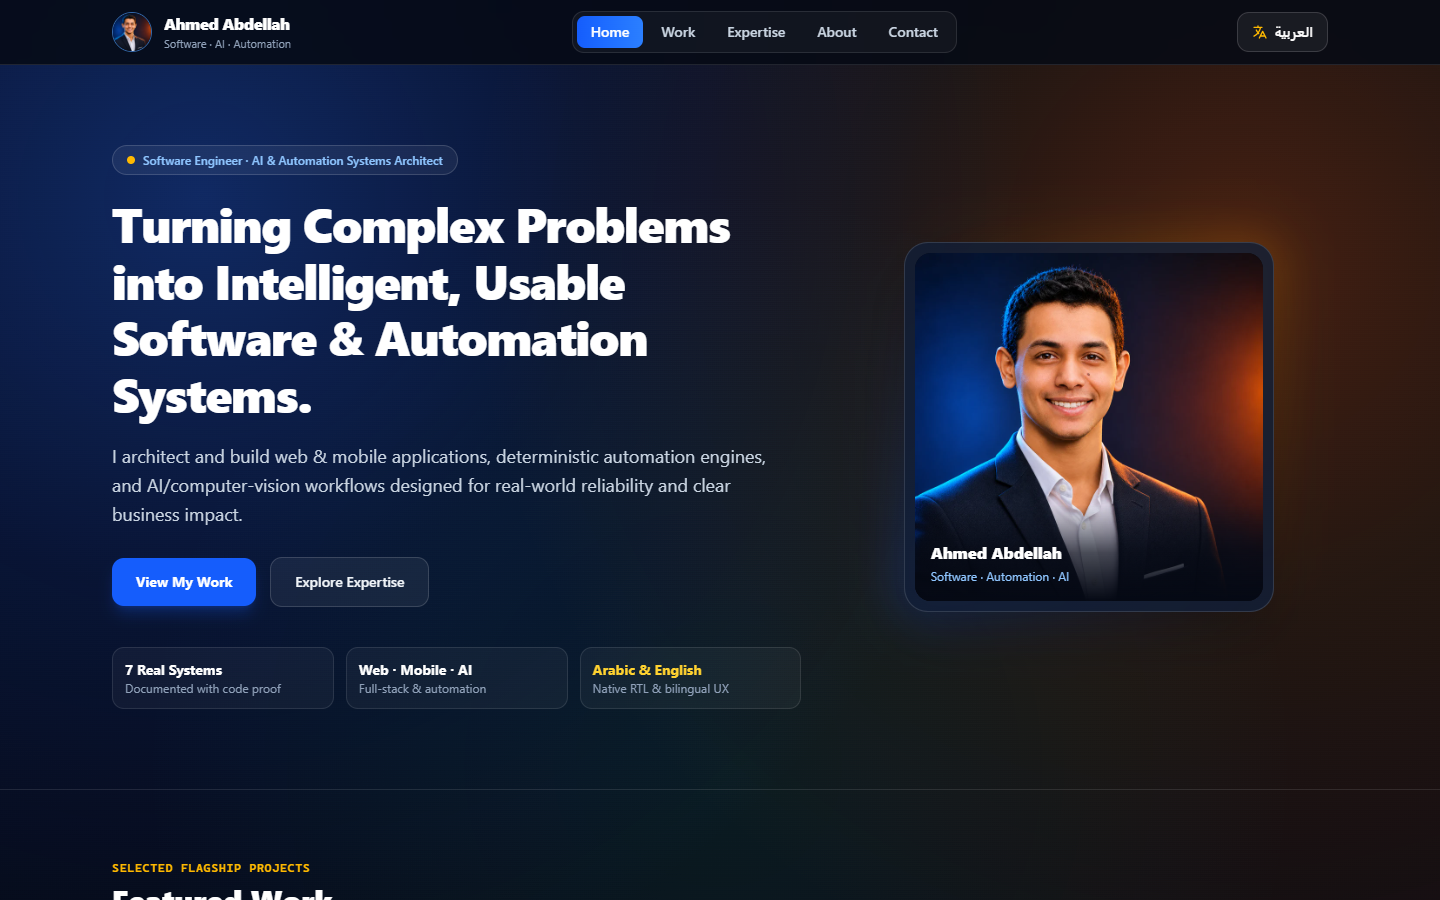 Ahmed Abdellah
Software · AI · Automation
Home
Work
Expertise
About
Contact
العربية
Software Engineer · AI & Automation Systems Architect
Turning Complex Problems
into Intelligent, Usable
Software & Automation
Systems.
I architect and build web & mobile applications, deterministic automation engines,
and AI/computer-vision workflows designed for real-world reliability and clear
business impact.
View My Work
Explore Expertise
Ahmed Abdellah
Software · Automation · AI
7 Real Systems
Documented with code proof
Web · Mobile · AI
Full-stack & automation
Arabic & English
Native RTL & bilingual UX
SELECTED FLAGSHIP PROJECTS
Featured Work